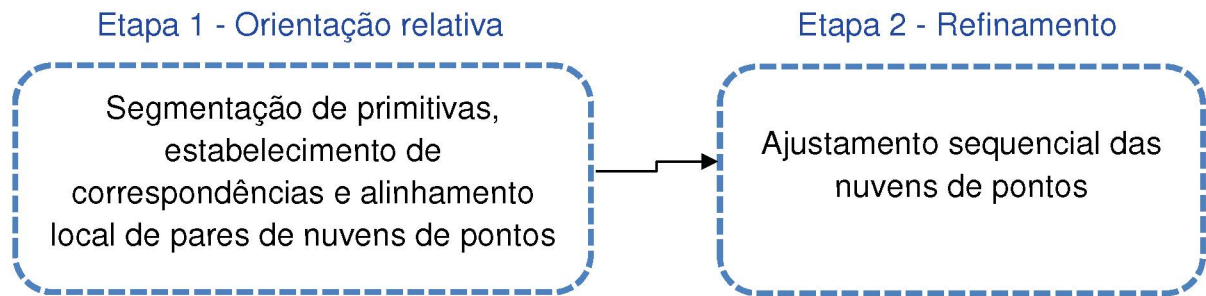 Etapa 1 - Orientação relativa
Segmentação de primitivas,
estabelecimento de
correspondências e alinhamento
local de pares de nuvens de pontos
Etapa 2 - Refinamento
Ajustamento sequencial das
nuvens de pontos